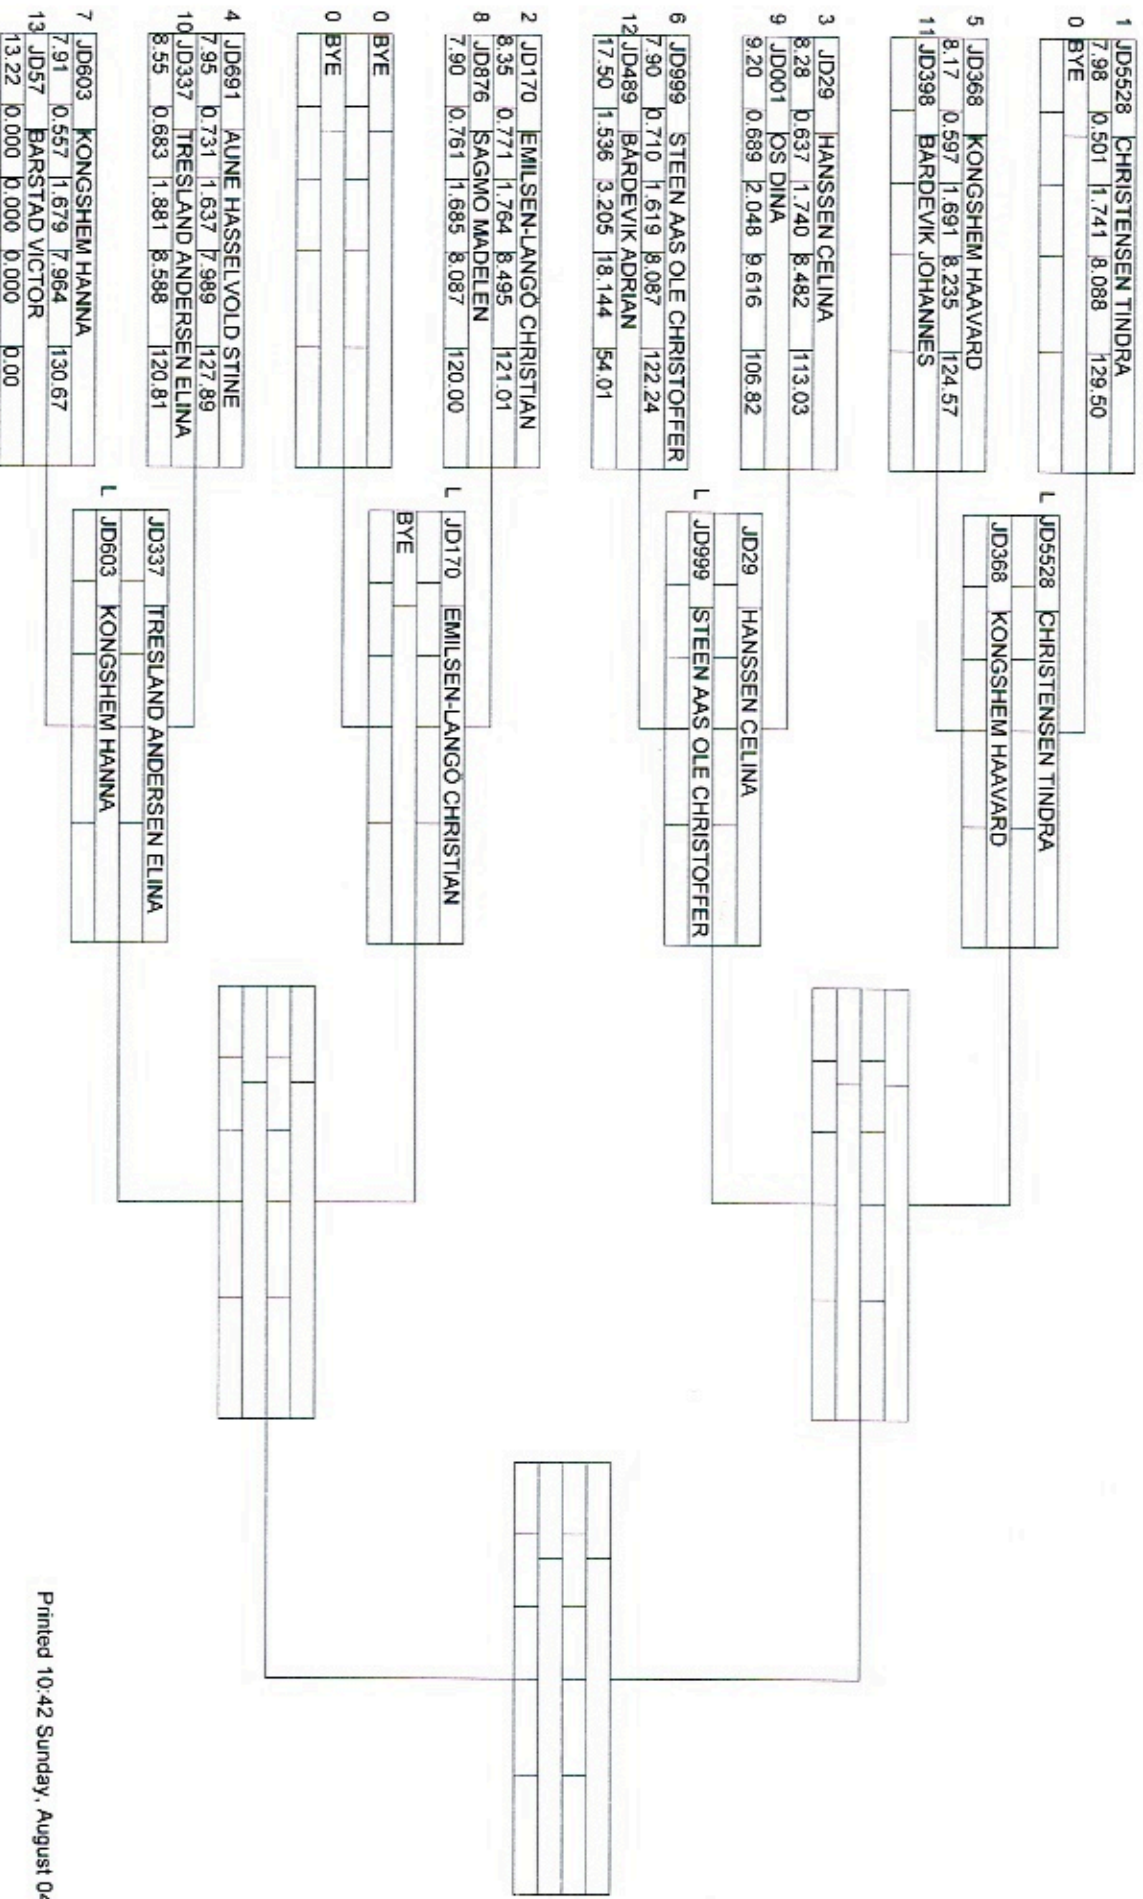 1 JD5528 CHRISTENSEN TINDRA
7.98 0.501 1.741 8.088 129.50
0 BYE
5 JD368 KONGSHEM HAAVARD
8.17 0.597 1.691 8.235 124.57
11 JD398 BARDEVIK JOHANNES
3 JD29 HANSSEN CELINA
8.28 0.637 1.740 8.482 113.03
9 JD001 OS DINA
9.20 0.689 2.048 9.616 106.82
6 JD999 STEEN AAS OLE CHRISTOFFER
7.90 0.710 1.619 8.087 122.24
12 JD489 BARDEVIK ADRIAN
17.50 1.536 3.205 18.144 54.01
2 JD170 EMILSEN-LANGÖ CHRISTIAN
8.35 0.771 1.764 8.495 121.01
8 JD876 SAGMO MADELEN
7.90 0.761 1.685 8.087 120.00
0 BYE
0 BYE
4 JD691 AUNE HASSELVOLD STINE
7.95 0.731 1.637 7.989 127.89
10 JD337 TRESLAND ANDERSEN ELINA
8.55 0.683 1.881 8.588 120.81
7 JD603 KONGSHEM HANNA
7.91 0.557 1.679 7.964 130.67
13 JD57 BARSTAD VICTOR
13.22 0.000 0.000 0.000 0.00
L JD5528 CHRISTENSEN TINDRA
JD368 KONGSHEM HAAVARD
JD29 HANSSEN CELINA
L JD999 STEEN AAS OLE CHRISTOFFER
L JD170 EMILSEN-LANGÖ CHRISTIAN
BYE
JD337 TRESLAND ANDERSEN ELINA
L JD603 KONGSHEM HANNA
Printed 10:42 Sunday, August 04